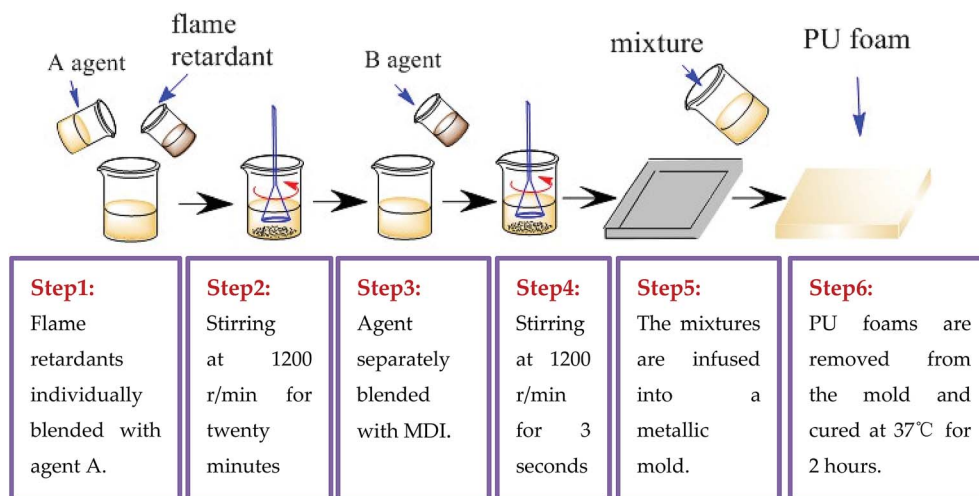 flame
retardant
A agent
B agent
mixture
PU foam
Step1:
Flame
retardants
individually
blended with
agent A.
Step2:
Stirring
at 1200
r/min for
twenty
minutes
Step3:
Agent
separately
blended
with MDI.
Step4:
Stirring
at 1200
r/min
for 3
seconds
Step5:
The mixtures
are infused
into a
metallic
mold.
Step6:
PU foams are
removed from
the mold and
cured at 37℃ for
2 hours.